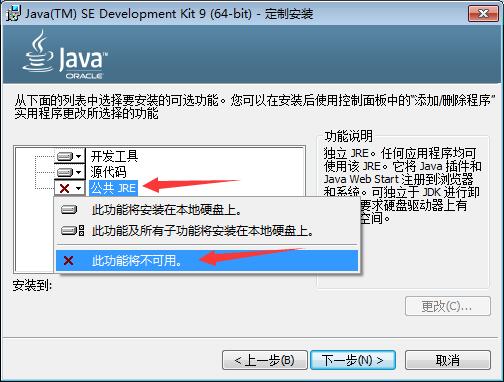 Java(TM) SE Development Kit 9 (64-bit) - 定制安装
Java
ORACLE
从下面的列表中选择要安装的可选功能。您可以在安装后使用控制面板中的“添加/删除程序”
实用程序更改所选择的功能
开发工具
源代码
公共 JRE
此功能将安装在本地硬盘上。
此功能及所有子功能将安装在本地硬盘上。
此功能将不可用。
功能说明
独立 JRE。任何应用程序均可
使用该 JRE。它将 Java 插件和
Java Web Start 注册到浏览器
和系统。可独立于 JDK 进行卸
要求硬盘驱动器上有
空间。
安装到:
更改(C)...
< 上一步(B)
下一步(N) >
取消